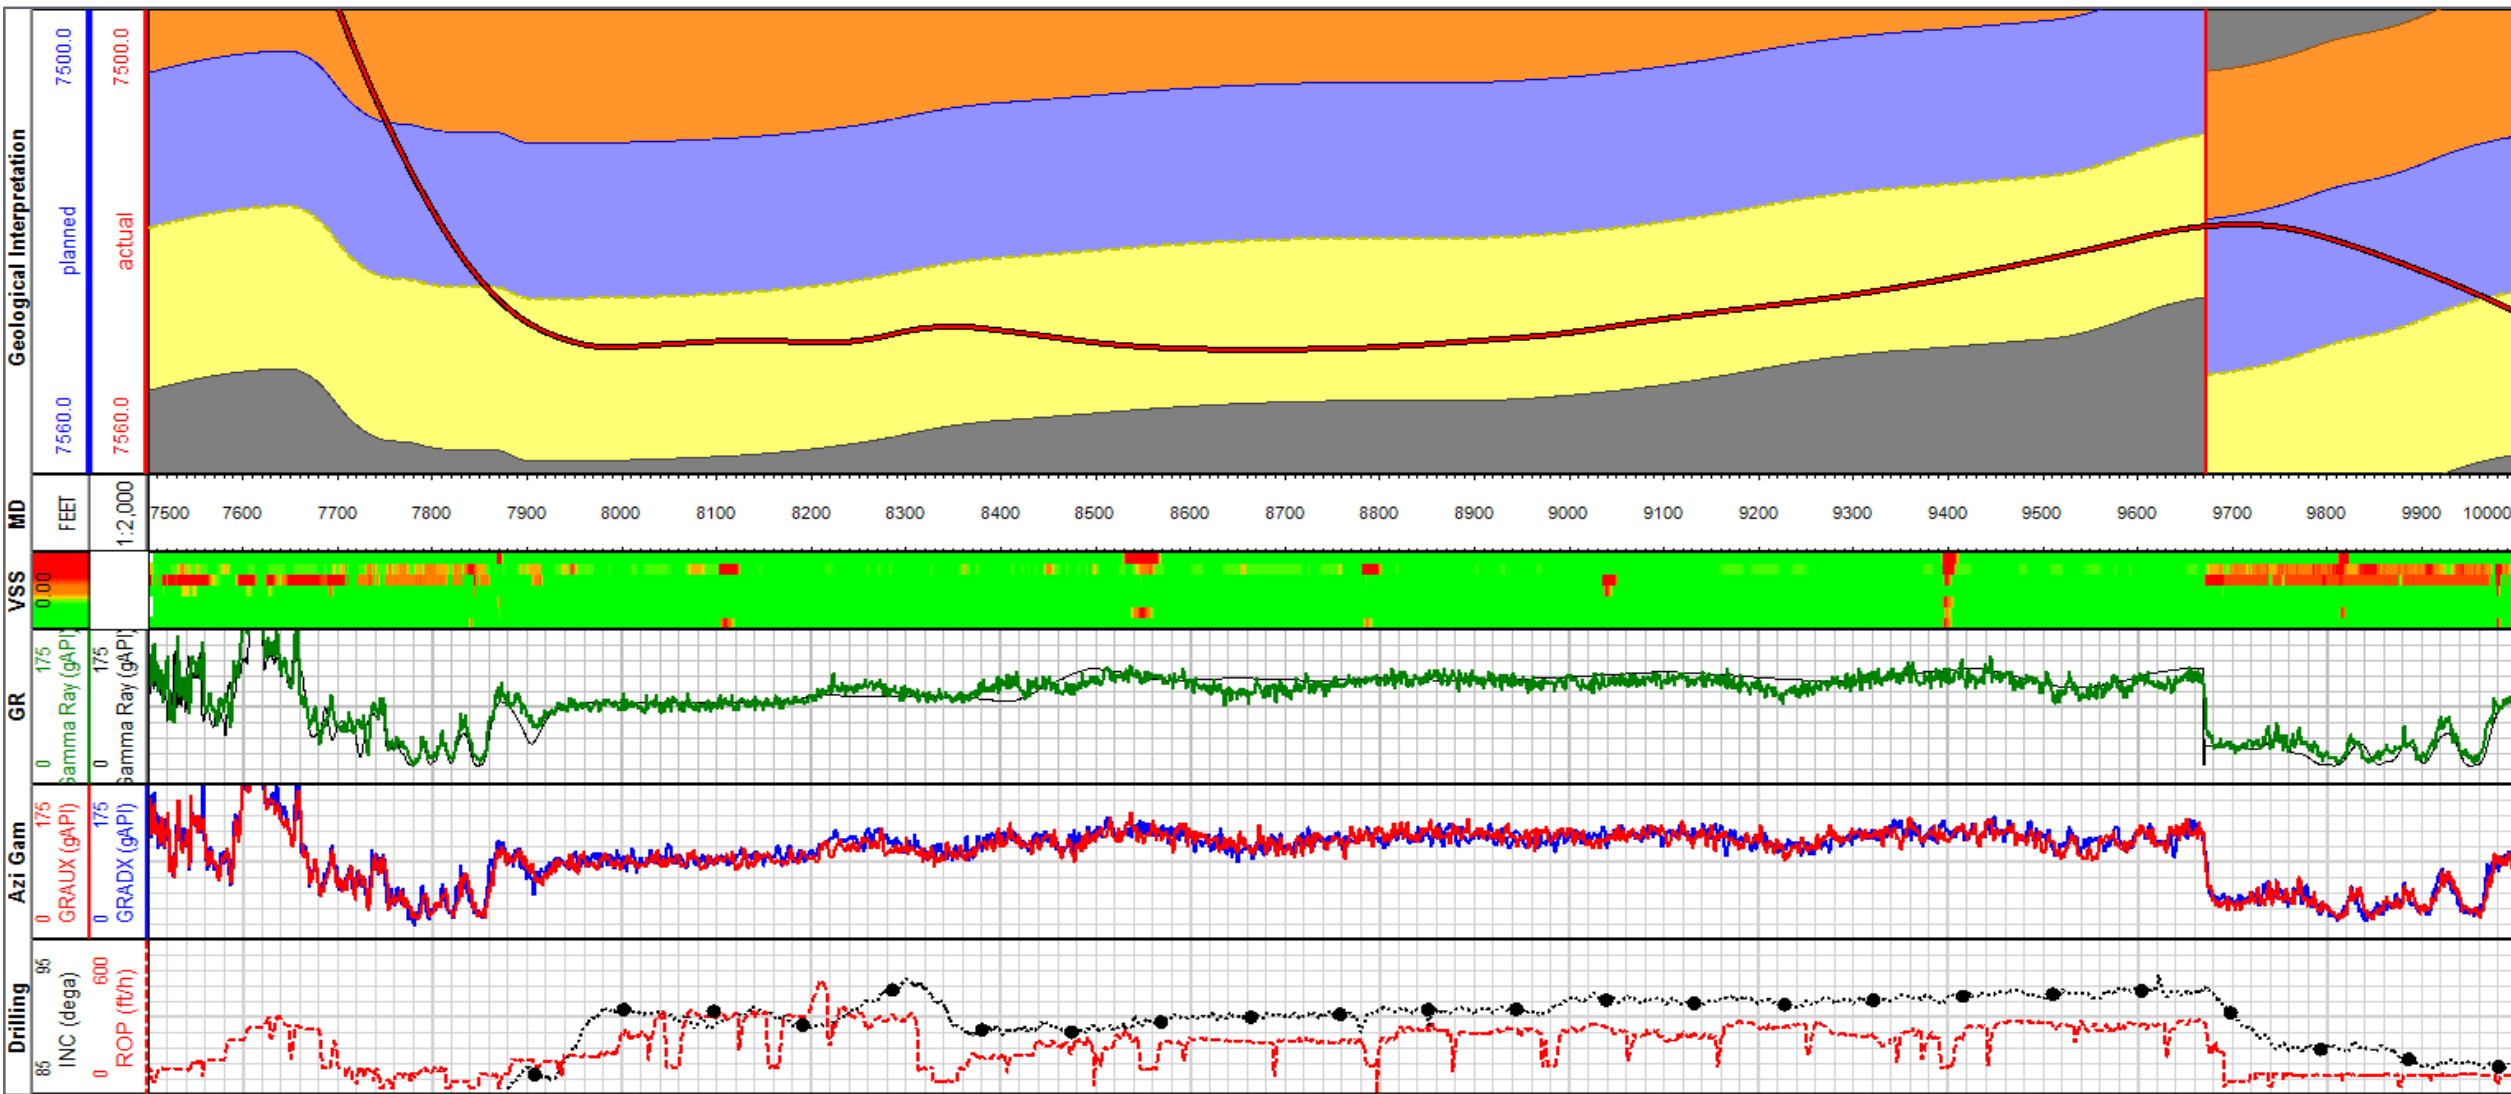 Geological Interpretation
7500.0
planned
7560.0
7500.0
actual
7560.0
MD
FEET
1:2,000
7500 7600 7700 7800 7900 8000 8100 8200 8300 8400 8500 8600 8700 8800 8900 9000 9100 9200 9300 9400 9500 9600 9700 9800 9900 10000
VSS
0.00
GR
0 175
Gamma Ray (gAPI)
0 175
Gamma Ray (gAPI)
Azi Gam
0 175
GRAUX (gAPI)
0 175
GRADX (gAPI)
Drilling
85 95
INC (dega)
0 600
ROP (ft/h)